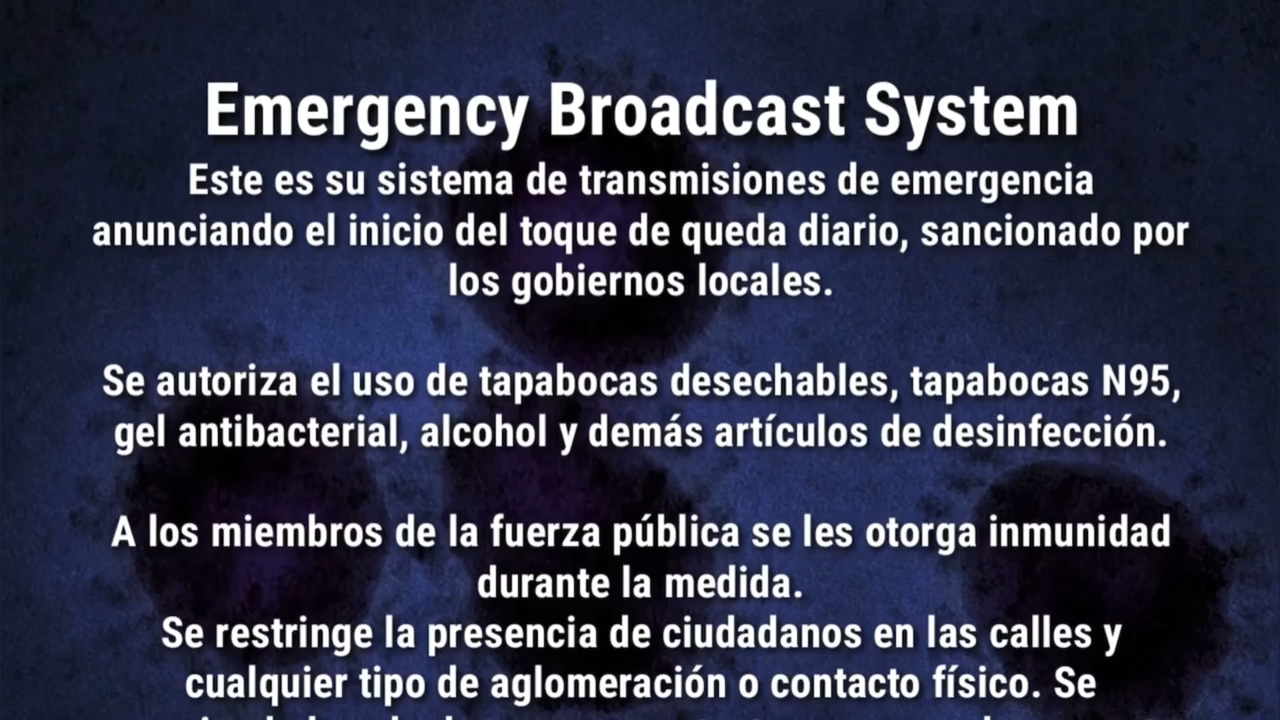 Emergency Broadcast System
Este es su sistema de transmisiones de emergencia
anunciando el inicio del toque de queda diario, sancionado por
los gobiernos locales.
Se autoriza el uso de tapabocas desechables, tapabocas N95,
gel antibacterial, alcohol y demás artículos de desinfección.
A los miembros de la fuerza pública se les otorga inmunidad
durante la medida.
Se restringe la presencia de ciudadanos en las calles y
cualquier tipo de aglomeración o contacto físico. Se